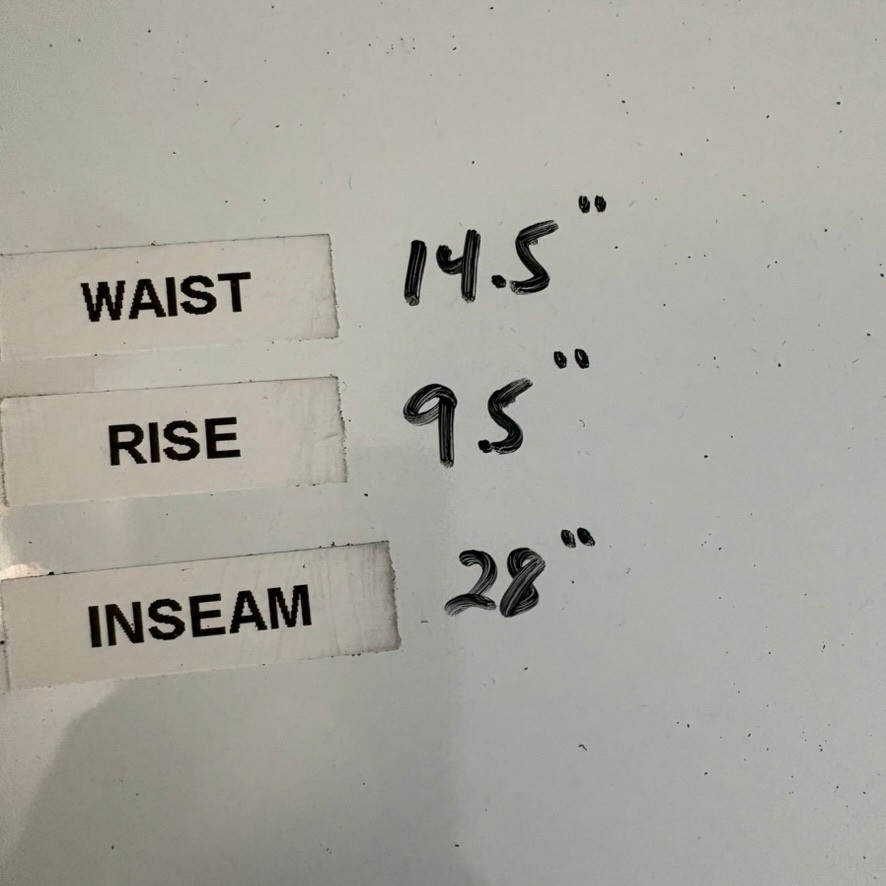 WAIST 14.5"
RISE 9.5"
INSEAM 28"